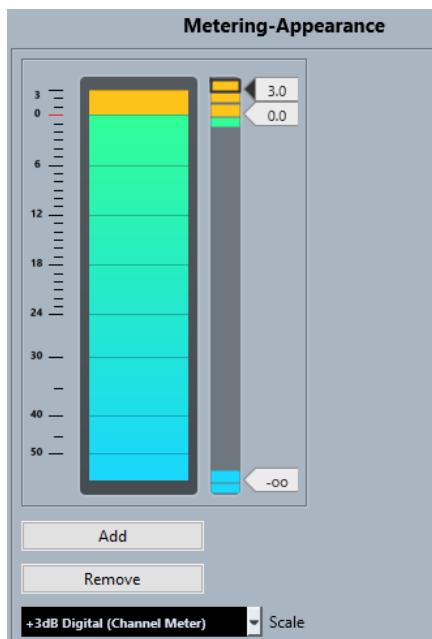 Metering-Appearance
3
0
6
12
18
24
30
40
50
3.0
0.0
-oo
Add
Remove
+3dB Digital (Channel Meter)
Scale